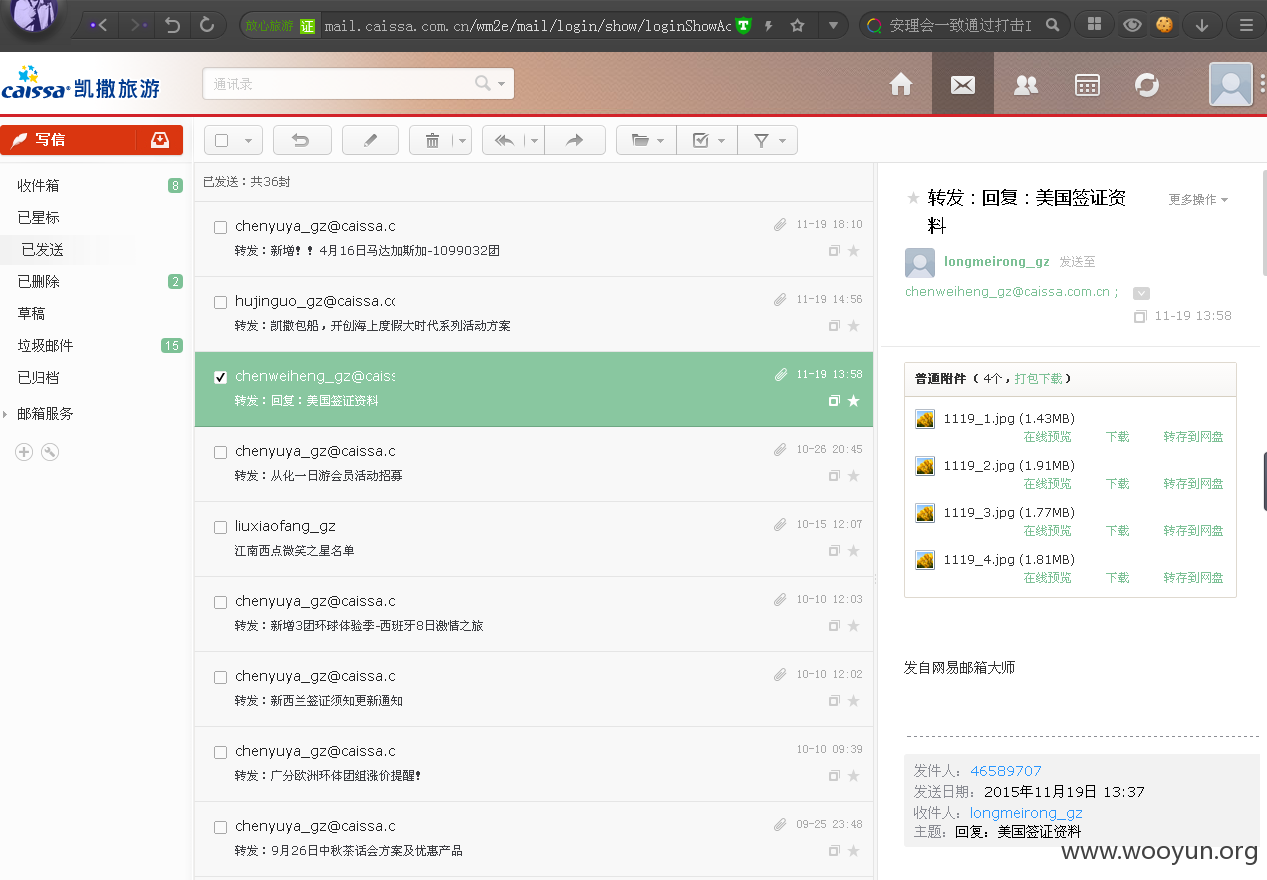 放心旅游 证 mail.caissa.com.cn/wm2e/mail/login/show/loginShowAc 安理会一致通过打击I
caissa 凯撒旅游 通讯录
写信
收件箱 8
已星标
已发送
已删除 2
草稿
垃圾邮件 15
已归档
邮箱服务
已发送：共36封
chenyuya_gz@caissa.c 11-19 18:10
转发：新增！！4月16日马达加斯加-1099032团
hujinguo_gz@caissa.cc 11-19 14:56
转发：凯撒包船，开创海上度假大时代系列活动方案
chenweiheng_gz@caiss 11-19 13:58
转发：回复：美国签证资料
chenyuya_gz@caissa.c 10-26 20:45
转发：从化一日游会员活动招募
liuxiaofang_gz 10-15 12:07
江南西点微笑之星名单
chenyuya_gz@caissa.c 10-10 12:03
转发：新增3团环球体验季-西班牙8日激情之旅
chenyuya_gz@caissa.c 10-10 12:02
转发：新西兰签证须知更新通知
chenyuya_gz@caissa.c 10-10 09:39
转发：广分欧洲环体团组涨价提醒！
chenyuya_gz@caissa.c 09-25 23:48
转发：9月26日中秋茶话会方案及优惠产品
转发：回复：美国签证资
料
更多操作
longmeirong_gz 发送至
chenweiheng_gz@caissa.com.cn；
11-19 13:58
普通附件（4个，打包下载）
1119_1.jpg (1.43MB)
在线预览 下载 转存到网盘
1119_2.jpg (1.91MB)
在线预览 下载 转存到网盘
1119_3.jpg (1.77MB)
在线预览 下载 转存到网盘
1119_4.jpg (1.81MB)
在线预览 下载 转存到网盘
发自网易邮箱大师
发件人：46589707
发送日期：2015年11月19日 13:37
收件人：longmeirong_gz
主题：回复：美国签证资料
www.wooyun.org